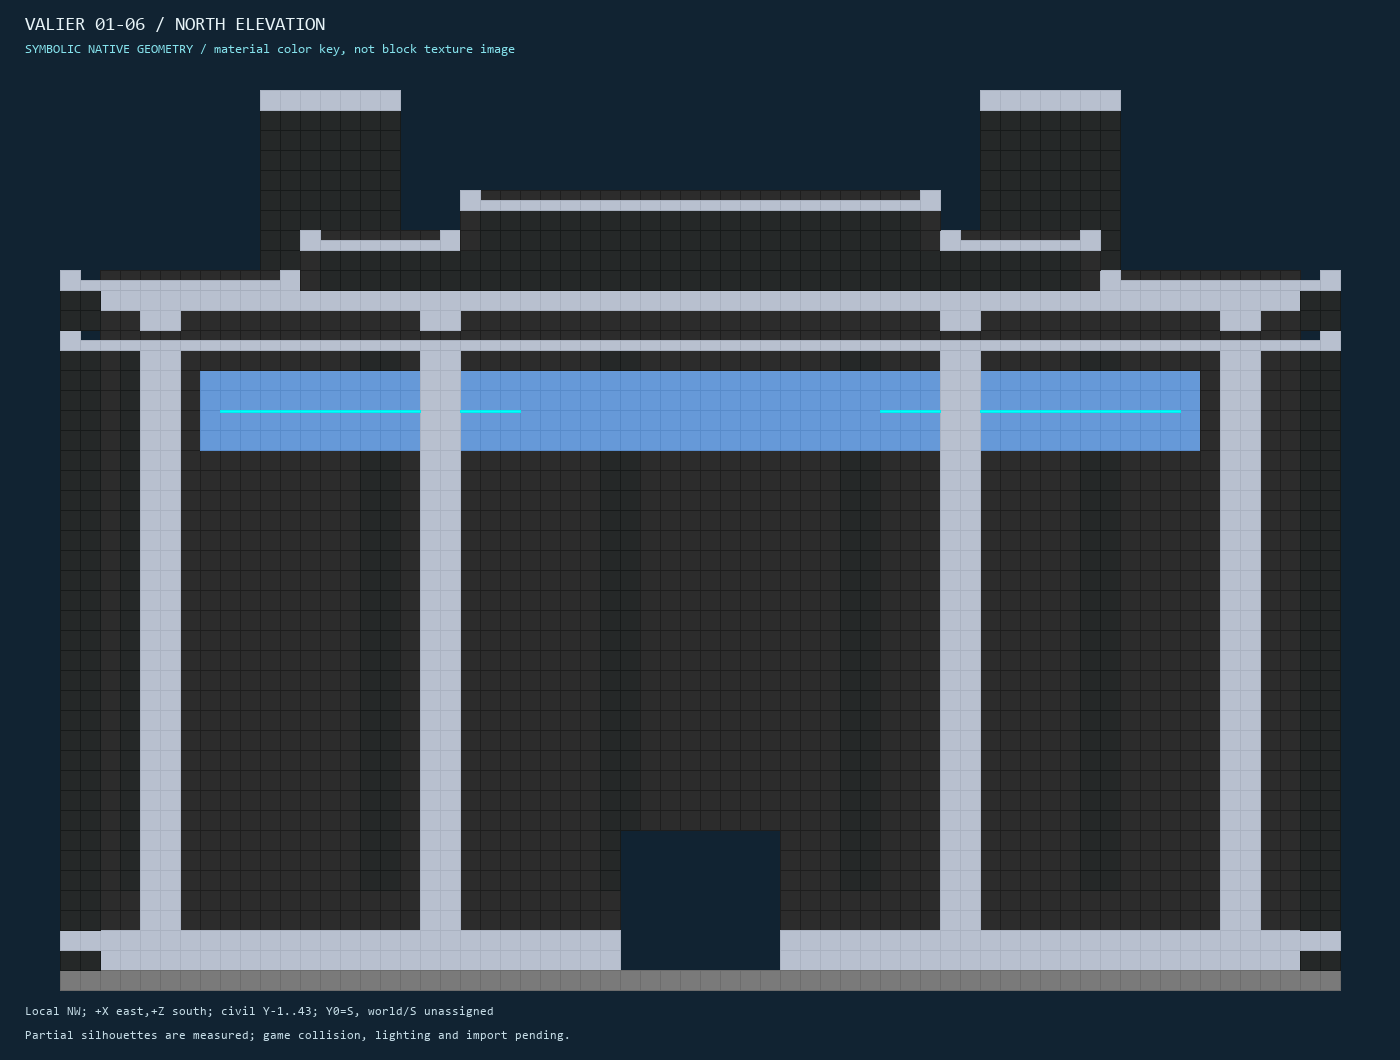 VALIER 01-06 / NORTH ELEVATION
SYMBOLIC NATIVE GEOMETRY / material color key, not block texture image
Local NW; +X east,+Z south; civil Y-1..43; Y0=S, world/S unassigned
Partial silhouettes are measured; game collision, lighting and import pending.